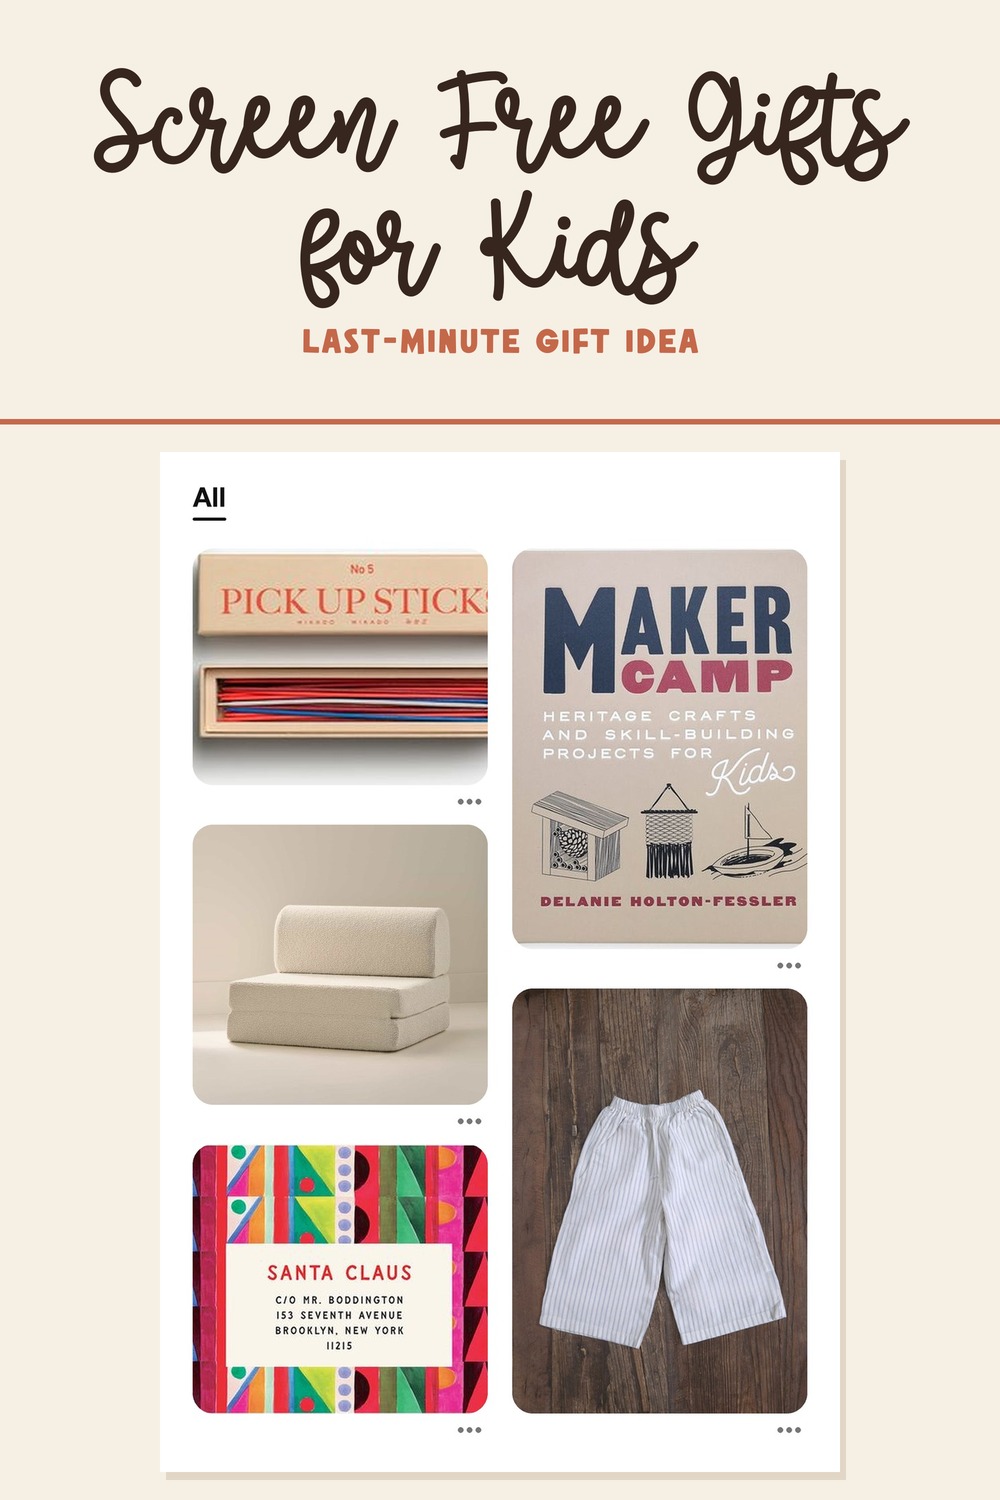 Screen Free Gifts
for Kids
LAST-MINUTE GIFT IDEA
All
No 5
PICK UP STICKS
MIKADO MIKADO
MAKER
CAMP
HERITAGE CRAFTS
AND SKILL-BUILDING
PROJECTS FOR
Kids
DELANIE HOLTON-FESSLER
SANTA CLAUS
C/O MR. BODDINGTON
153 SEVENTH AVENUE
BROOKLYN, NEW YORK
11215